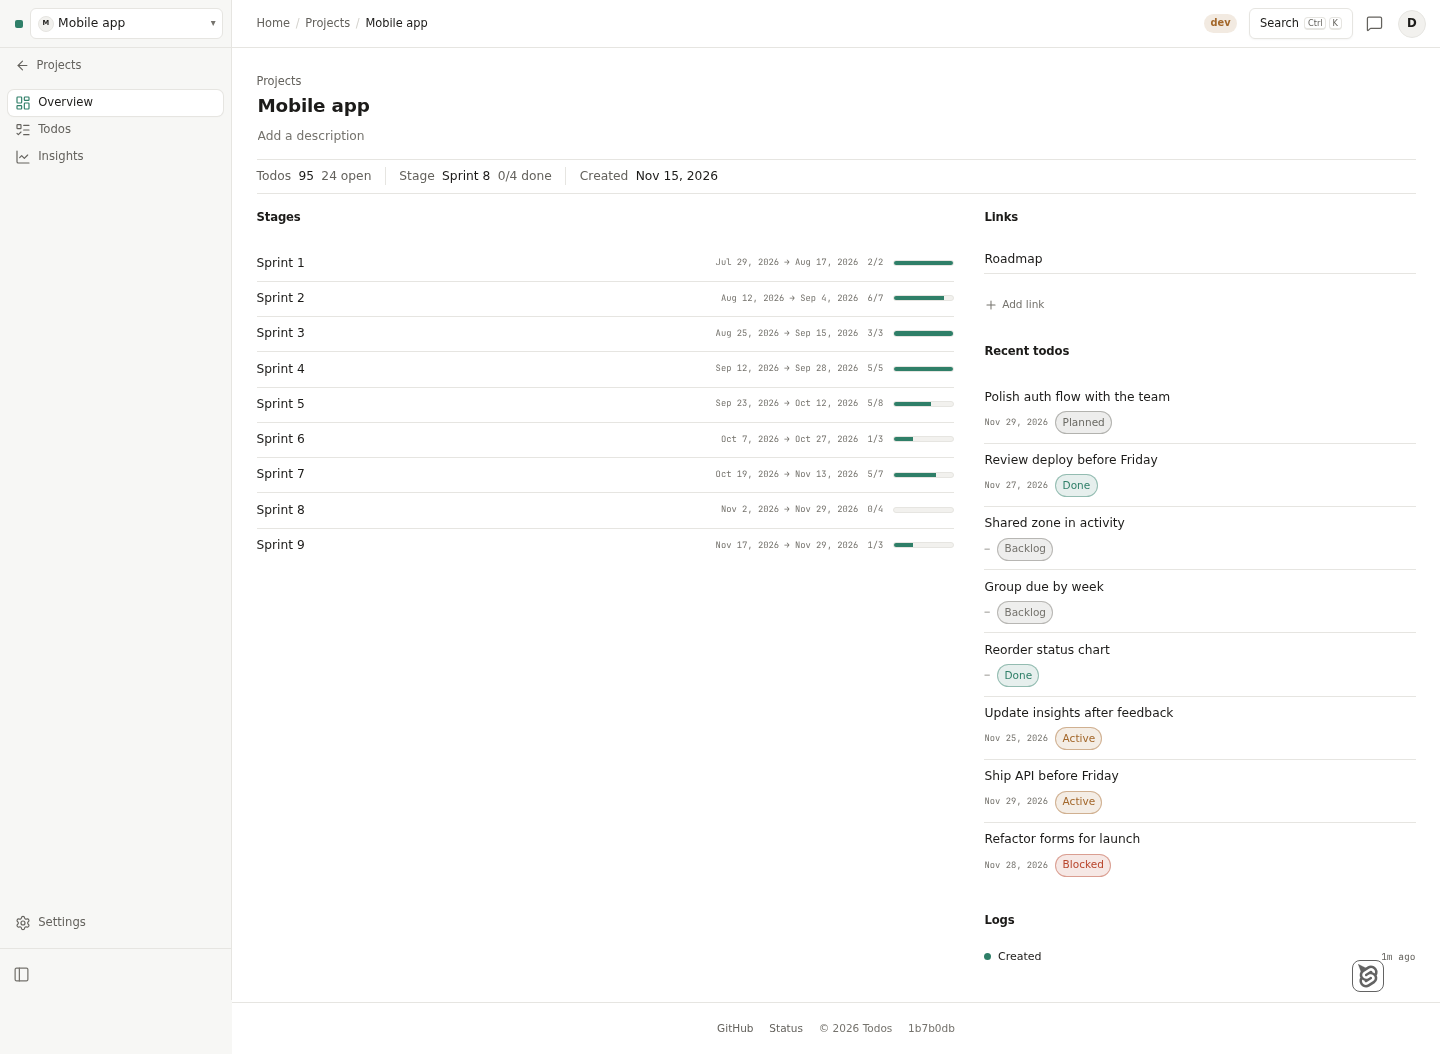 M Mobile app
Home / Projects / Mobile app
dev
Search Ctrl K
D
Projects
Overview
Todos
Insights
Settings
Projects
Mobile app
Add a description
Todos 95 24 open
Stage Sprint 8 0/4 done
Created Nov 15, 2026
Stages
Sprint 1 Jul 29, 2026 → Aug 17, 2026 2/2
Sprint 2 Aug 12, 2026 → Sep 4, 2026 6/7
Sprint 3 Aug 25, 2026 → Sep 15, 2026 3/3
Sprint 4 Sep 12, 2026 → Sep 28, 2026 5/5
Sprint 5 Sep 23, 2026 → Oct 12, 2026 5/8
Sprint 6 Oct 7, 2026 → Oct 27, 2026 1/3
Sprint 7 Oct 19, 2026 → Nov 13, 2026 5/7
Sprint 8 Nov 2, 2026 → Nov 29, 2026 0/4
Sprint 9 Nov 17, 2026 → Nov 29, 2026 1/3
Links
Roadmap
Add link
Recent todos
Polish auth flow with the team
Nov 29, 2026 Planned
Review deploy before Friday
Nov 27, 2026 Done
Shared zone in activity
– Backlog
Group due by week
– Backlog
Reorder status chart
– Done
Update insights after feedback
Nov 25, 2026 Active
Ship API before Friday
Nov 29, 2026 Active
Refactor forms for launch
Nov 28, 2026 Blocked
Logs
Created 1m ago
GitHub Status © 2026 Todos 1b7b0db